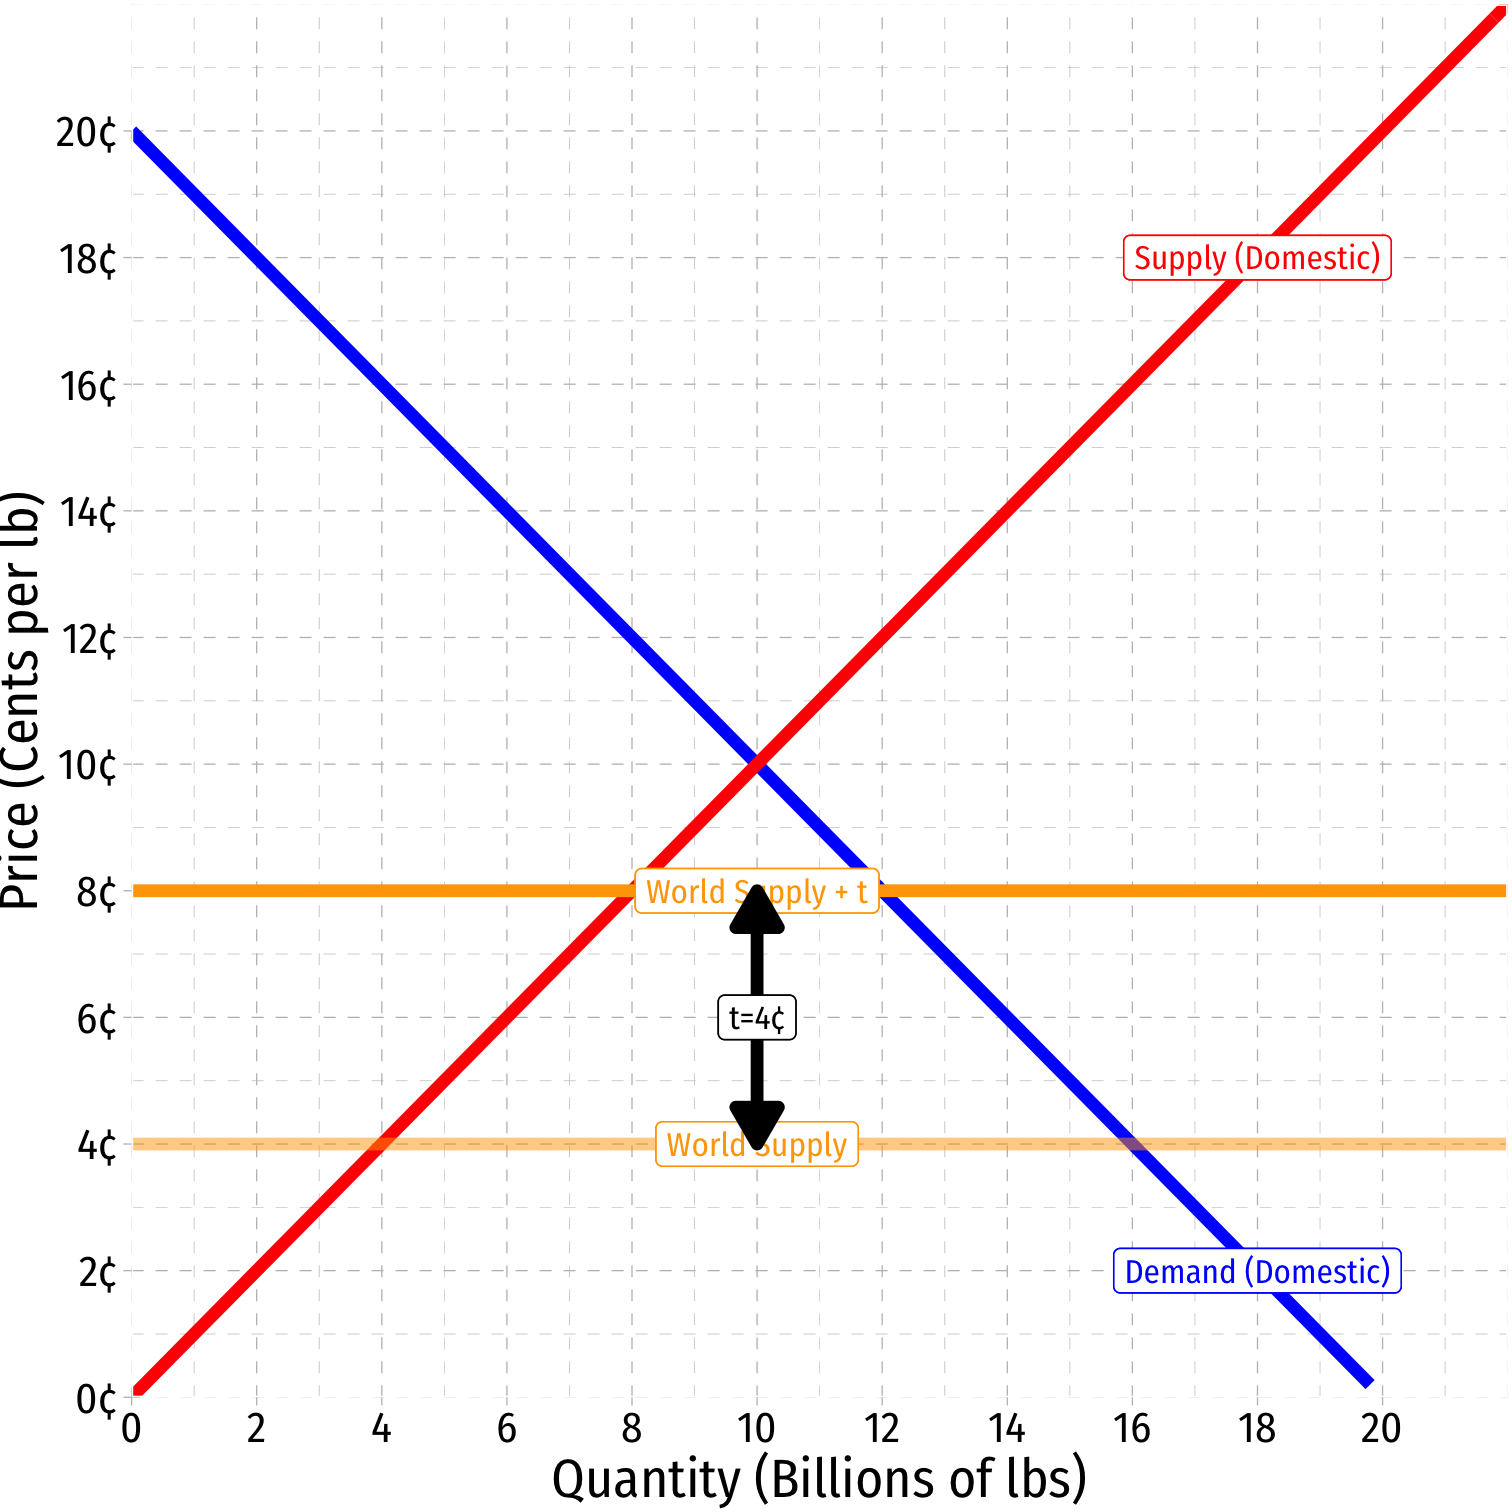 20¢
18¢
16¢
14¢
12¢
10¢
8¢
6¢
4¢
2¢
0¢
Price (Cents per lb)
Supply (Domestic)
World Supply + t
t=4¢
World Supply
Demand (Domestic)
0 2 4 6 8 10 12 14 16 18 20
Quantity (Billions of lbs)